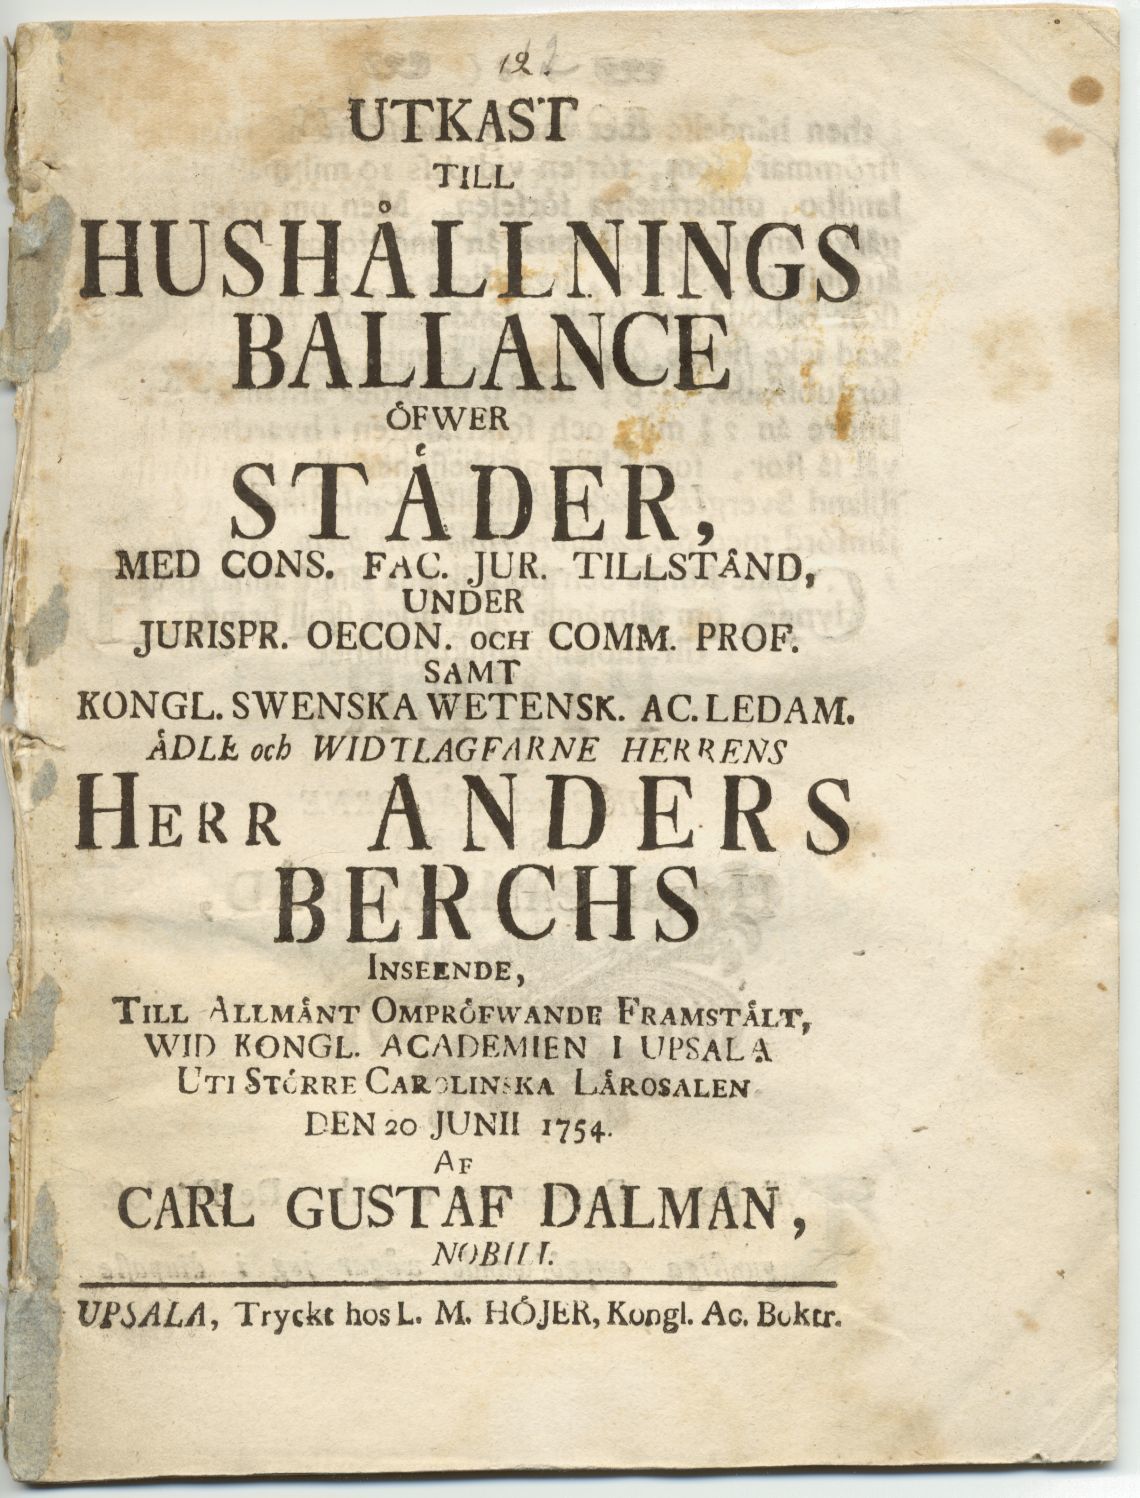 12.
UTKAST
TILL
HUSHÅLLNINGS
BALLANCE
ÖFWER
STÄDER,
MED CONS. FAC. JUR. TILLSTÅND,
UNDER
JURISPR. OECON. OCH COMM. PROF.
SAMT
KONGL. SWENSKA WETENSK. AC. LEDAM.
ÄDLE och WIDTLAGFARNE HERRENS
HERR ANDERS
BERCHS
INSEENDE,
TILL ALLMÄNT OMPRÖFWANDE FRAMSTÄLT,
WID KONGL. ACADEMIEN I UPSALA
UTI STÖRRE CAROLINSKA LÄROSALEN
DEN 20 JUNII 1754.
AF
CARL GUSTAF DALMAN,
NOBILI.
UPSALA, Tryckt hos L. M. HÖJER, Kongl. Ac. Boktr.